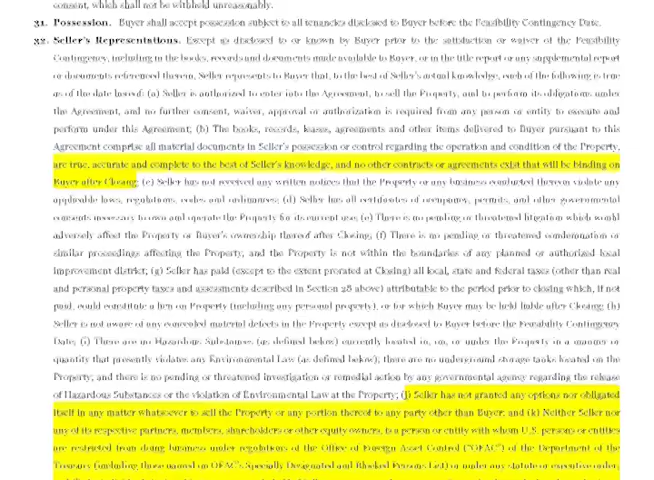 consent, which shall not be withheld unreasonably.
31. Possession. Buyer shall accept possession subject to all tenancies disclosed to Buyer before the Feasibility Contingency Date.
32. Seller's Representations. Except as disclosed to or known by Buyer prior to the satisfaction or waiver of the Feasibility
Contingency, including in the books, records and documents made available to Buyer, or in the title report or any supplemental report
or documents referenced therein, Seller represents to Buyer that, to the best of Seller's actual knowledge, each of the following is true
as of the date hereof: (a) Seller is authorized to enter into the Agreement, to sell the Property, and to perform its obligations under
the Agreement, and no further consent, waiver, approval or authorization is required from any person or entity to execute and
perform under this Agreement; (b) The books, records, leases, agreements and other items delivered to Buyer pursuant to this
Agreement comprise all material documents in Seller's possession or control regarding the operation and condition of the Property,
are true, accurate and complete to the best of Seller's knowledge, and no other contracts or agreements exist that will be binding on
Buyer after Closing; (c) Seller has not received any written notices that the Property or any business conducted thereon violate any
applicable laws, regulations, codes and ordinances; (d) Seller has all certificates of occupancy, permits, and other governmental
consents necessary to own and operate the Property for its current use; (e) There is no pending or threatened litigation which would
adversely affect the Property or Buyer's ownership thereof after Closing; (f) There is no pending or threatened condemnation or
similar proceedings affecting the Property, and the Property is not within the boundaries of any planned or authorized local
improvement district; (g) Seller has paid (except to the extent prorated at Closing) all local, state and federal taxes (other than real
and personal property taxes and assessments described in Section 28 above) attributable to the period prior to closing which, if not
paid, could constitute a lien on Property (including any personal property), or for which Buyer may be held liable after Closing; (h)
Seller is not aware of any concealed material defects in the Property except as disclosed to Buyer before the Feasibility Contingency
Date; (i) There are no Hazardous Substances (as defined below) currently located in, on, or under the Property in a manner or
quantity that presently violates any Environmental Law (as defined below); there are no underground storage tanks located on the
Property; and there is no pending or threatened investigation or remedial action by any governmental agency regarding the release
of Hazardous Substances or the violation of Environmental Law at the Property; (j) Seller has not granted any options nor obligated
itself in any matter whatsoever to sell the Property or any portion thereof to any party other than Buyer; and (k) Neither Seller nor
any of its respective partners, members, shareholders or other equity owners, is a person or entity with whom U.S. persons or entities
are restricted from doing business under regulations of the Office of Foreign Asset Control ("OFAC") of the Department of the
Treasury (including those named on OFAC's Specially Designated and Blocked Persons List) or under any statute or executive order,